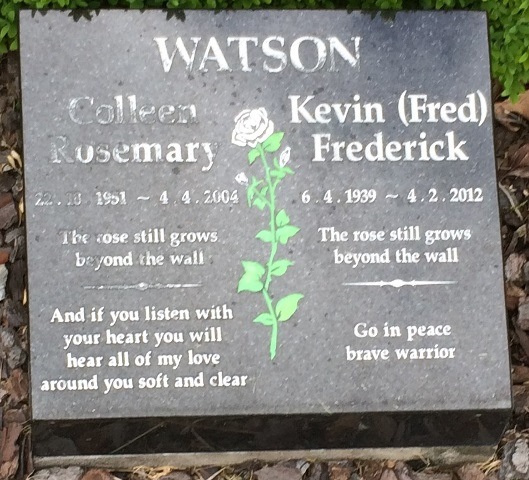 WATSON
Colleen
Rosemary
1951 ~ 4.4.2004
The rose still grows
beyond the wall
And if you listen with
your heart you will
hear all of my love
around you soft and clear
Kevin (Fred)
Frederick
6.4.1939 ~ 4.2.2012
The rose still grows
beyond the wall
Go in peace
brave warrior